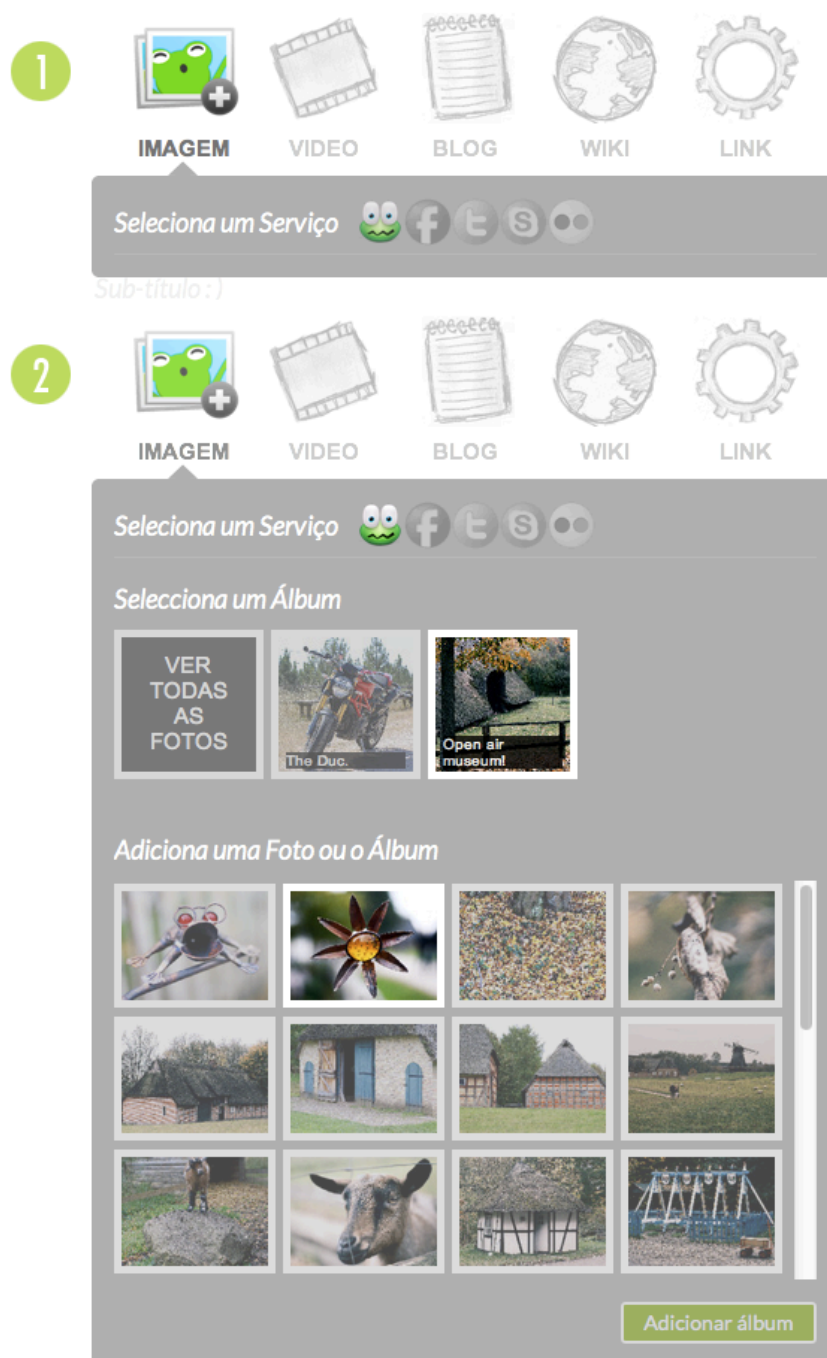 1
IMAGEM VIDEO BLOG WIKI LINK
Seleciona um Serviço
Sub-título : )
2
IMAGEM VIDEO BLOG WIKI LINK
Seleciona um Serviço
Selecciona um Álbum
VER
TODAS
AS
FOTOS
The Duc.
Open air
museum!
Adiciona uma Foto ou o Álbum
Adicionar álbum